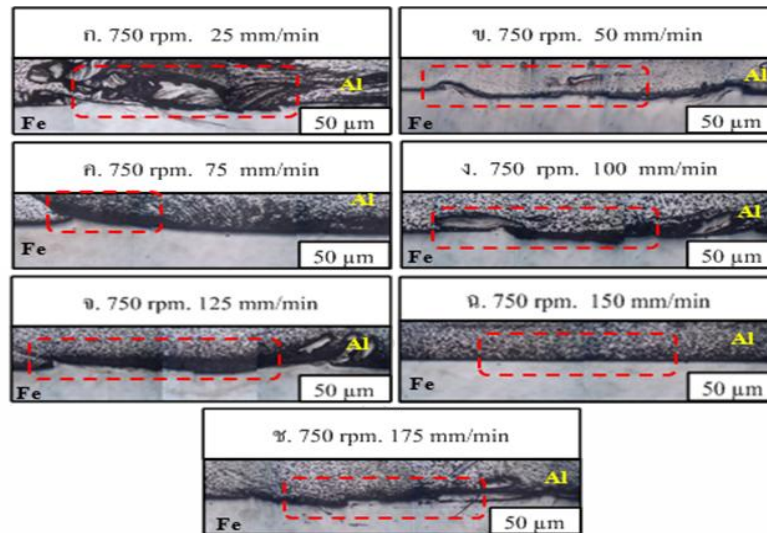 ก. 750 rpm. 25 mm/min
Al
Fe
50 µm
ข. 750 rpm. 50 mm/min
Al
Fe
50 µm
ค. 750 rpm. 75 mm/min
Al
Fe
50 µm
ง. 750 rpm. 100 mm/min
Al
Fe
50 µm
จ. 750 rpm. 125 mm/min
Al
Fe
50 µm
ฉ. 750 rpm. 150 mm/min
Al
Fe
50 µm
ช. 750 rpm. 175 mm/min
Al
Fe
50 µm